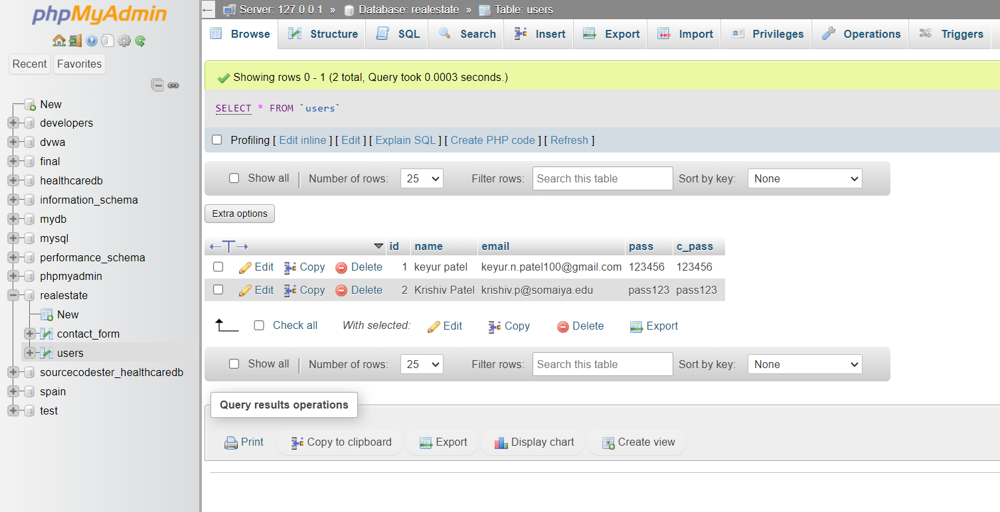 phpMyAdmin
Recent Favorites
New
developers
dvwa
final
healthcaredb
information_schema
mydb
mysql
performance_schema
phpmyadmin
realestate
New
contact_form
users
sourcecodester_healthcaredb
spain
test
← Server: 127.0.0.1 » Database: realestate » Table: users
Browse Structure SQL Search Insert Export Import Privileges Operations Triggers
Showing rows 0 - 1 (2 total, Query took 0.0003 seconds.)
SELECT * FROM `users`
Profiling [ Edit inline ] [ Edit ] [ Explain SQL ] [ Create PHP code ] [ Refresh ]
Show all | Number of rows: 25 Filter rows: Search this table Sort by key: None
Extra options
←T→ id name email pass c_pass
Edit Copy Delete 1 keyur patel keyur.n.patel100@gmail.com 123456 123456
Edit Copy Delete 2 Krishiv Patel krishiv.p@somaiya.edu pass123 pass123
Check all With selected: Edit Copy Delete Export
Show all | Number of rows: 25 Filter rows: Search this table Sort by key: None
Query results operations
Print Copy to clipboard Export Display chart Create view